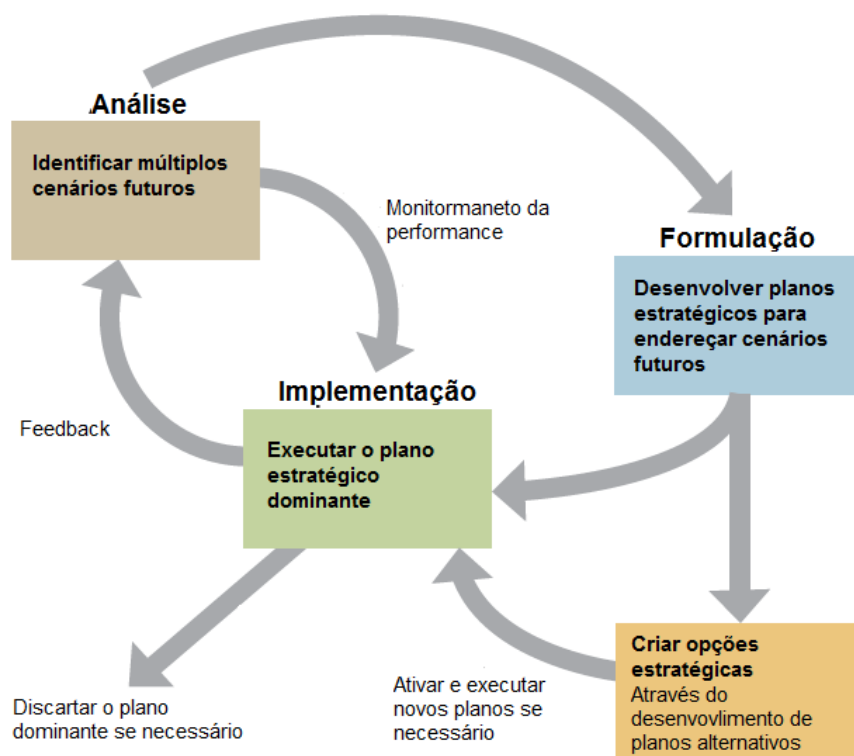 Análise
Identificar múltiplos
cenários futuros
Monitormaneto da
performance
Formulação
Desenvolver planos
estratégicos para
endereçar cenários
futuros
Implementação
Executar o plano
estratégico
dominante
Feedback
Discartar o plano
dominante se necessário
Ativar e executar
novos planos se
necessário
Criar opções
estratégicas
Através do
desenvovlimento de
planos alternativos